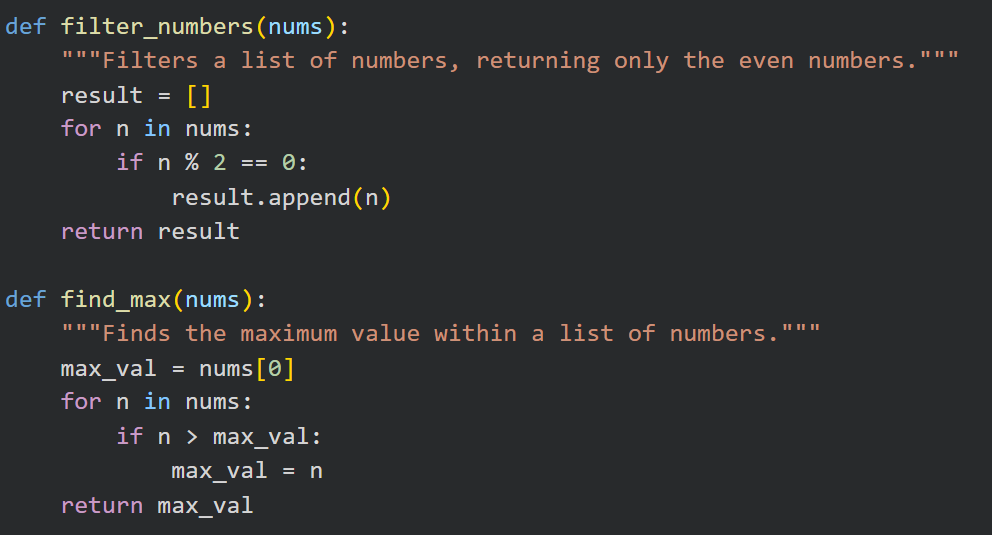 def filter_numbers(nums):
    """Filters a list of numbers, returning only the even numbers."""
    result = []
    for n in nums:
        if n % 2 == 0:
            result.append(n)
    return result

def find_max(nums):
    """Finds the maximum value within a list of numbers."""
    max_val = nums[0]
    for n in nums:
        if n > max_val:
            max_val = n
    return max_val